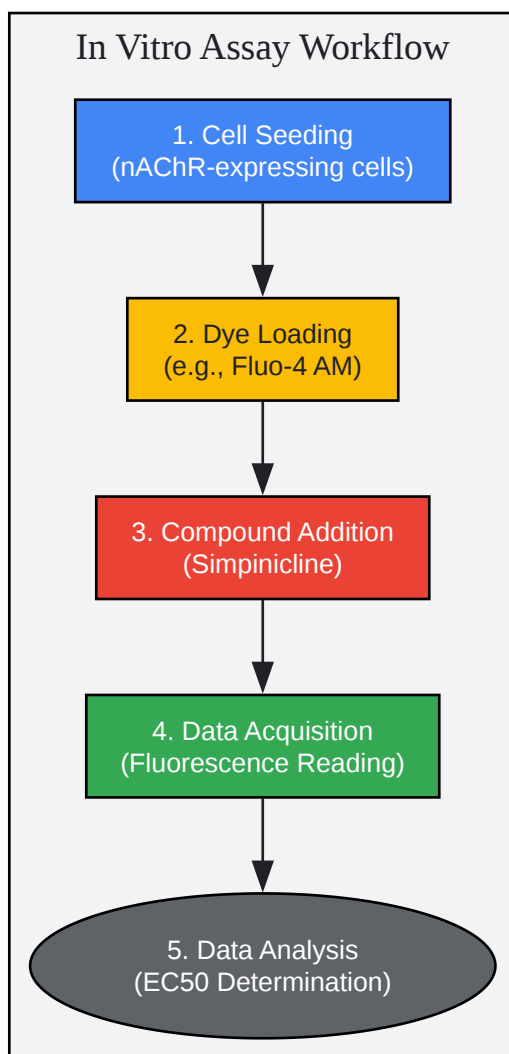 In Vitro Assay Workflow
1. Cell Seeding
(nAChR-expressing cells)
2. Dye Loading
(e.g., Fluo-4 AM)
3. Compound Addition
(Simpinicline)
4. Data Acquisition
(Fluorescence Reading)
5. Data Analysis
(EC50 Determination)